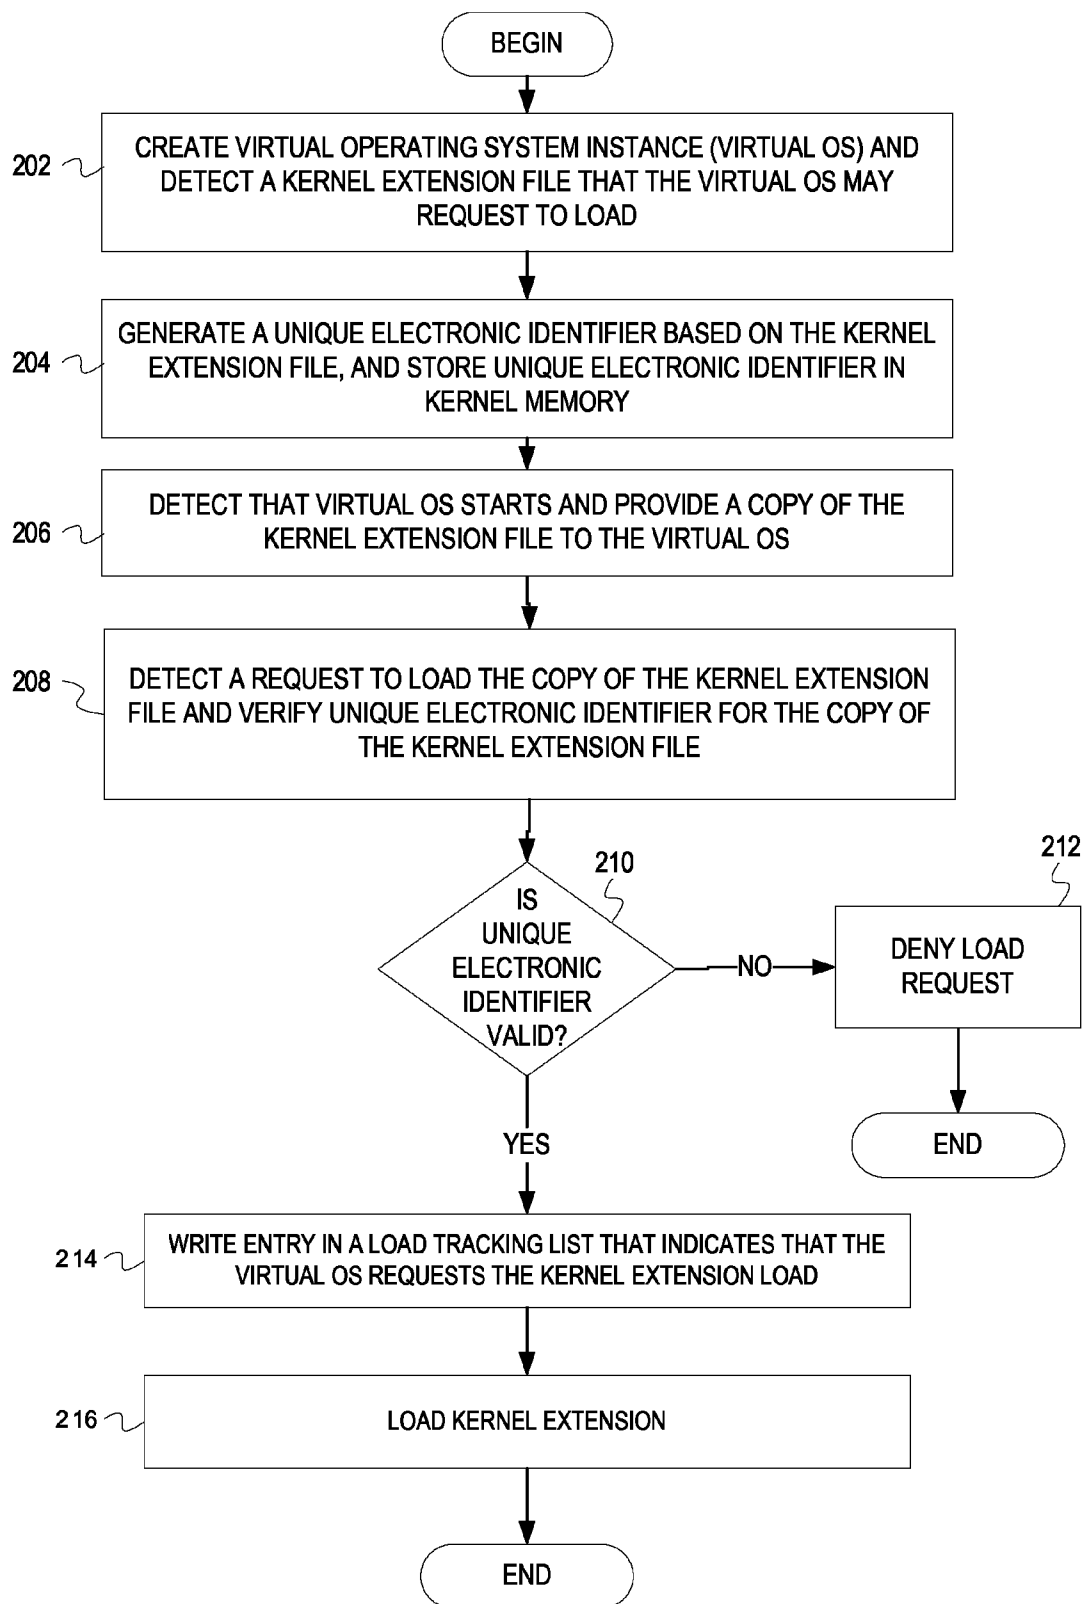 BEGIN
202
CREATE VIRTUAL OPERATING SYSTEM INSTANCE (VIRTUAL OS) AND
DETECT A KERNEL EXTENSION FILE THAT THE VIRTUAL OS MAY
REQUEST TO LOAD
204
GENERATE A UNIQUE ELECTRONIC IDENTIFIER BASED ON THE KERNEL
EXTENSION FILE, AND STORE UNIQUE ELECTRONIC IDENTIFIER IN
KERNEL MEMORY
206
DETECT THAT VIRTUAL OS STARTS AND PROVIDE A COPY OF THE
KERNEL EXTENSION FILE TO THE VIRTUAL OS
208
DETECT A REQUEST TO LOAD THE COPY OF THE KERNEL EXTENSION
FILE AND VERIFY UNIQUE ELECTRONIC IDENTIFIER FOR THE COPY OF
THE KERNEL EXTENSION FILE
210
IS
UNIQUE
ELECTRONIC
IDENTIFIER
VALID?
NO
212
DENY LOAD
REQUEST
END
YES
214
WRITE ENTRY IN A LOAD TRACKING LIST THAT INDICATES THAT THE
VIRTUAL OS REQUESTS THE KERNEL EXTENSION LOAD
216
LOAD KERNEL EXTENSION
END